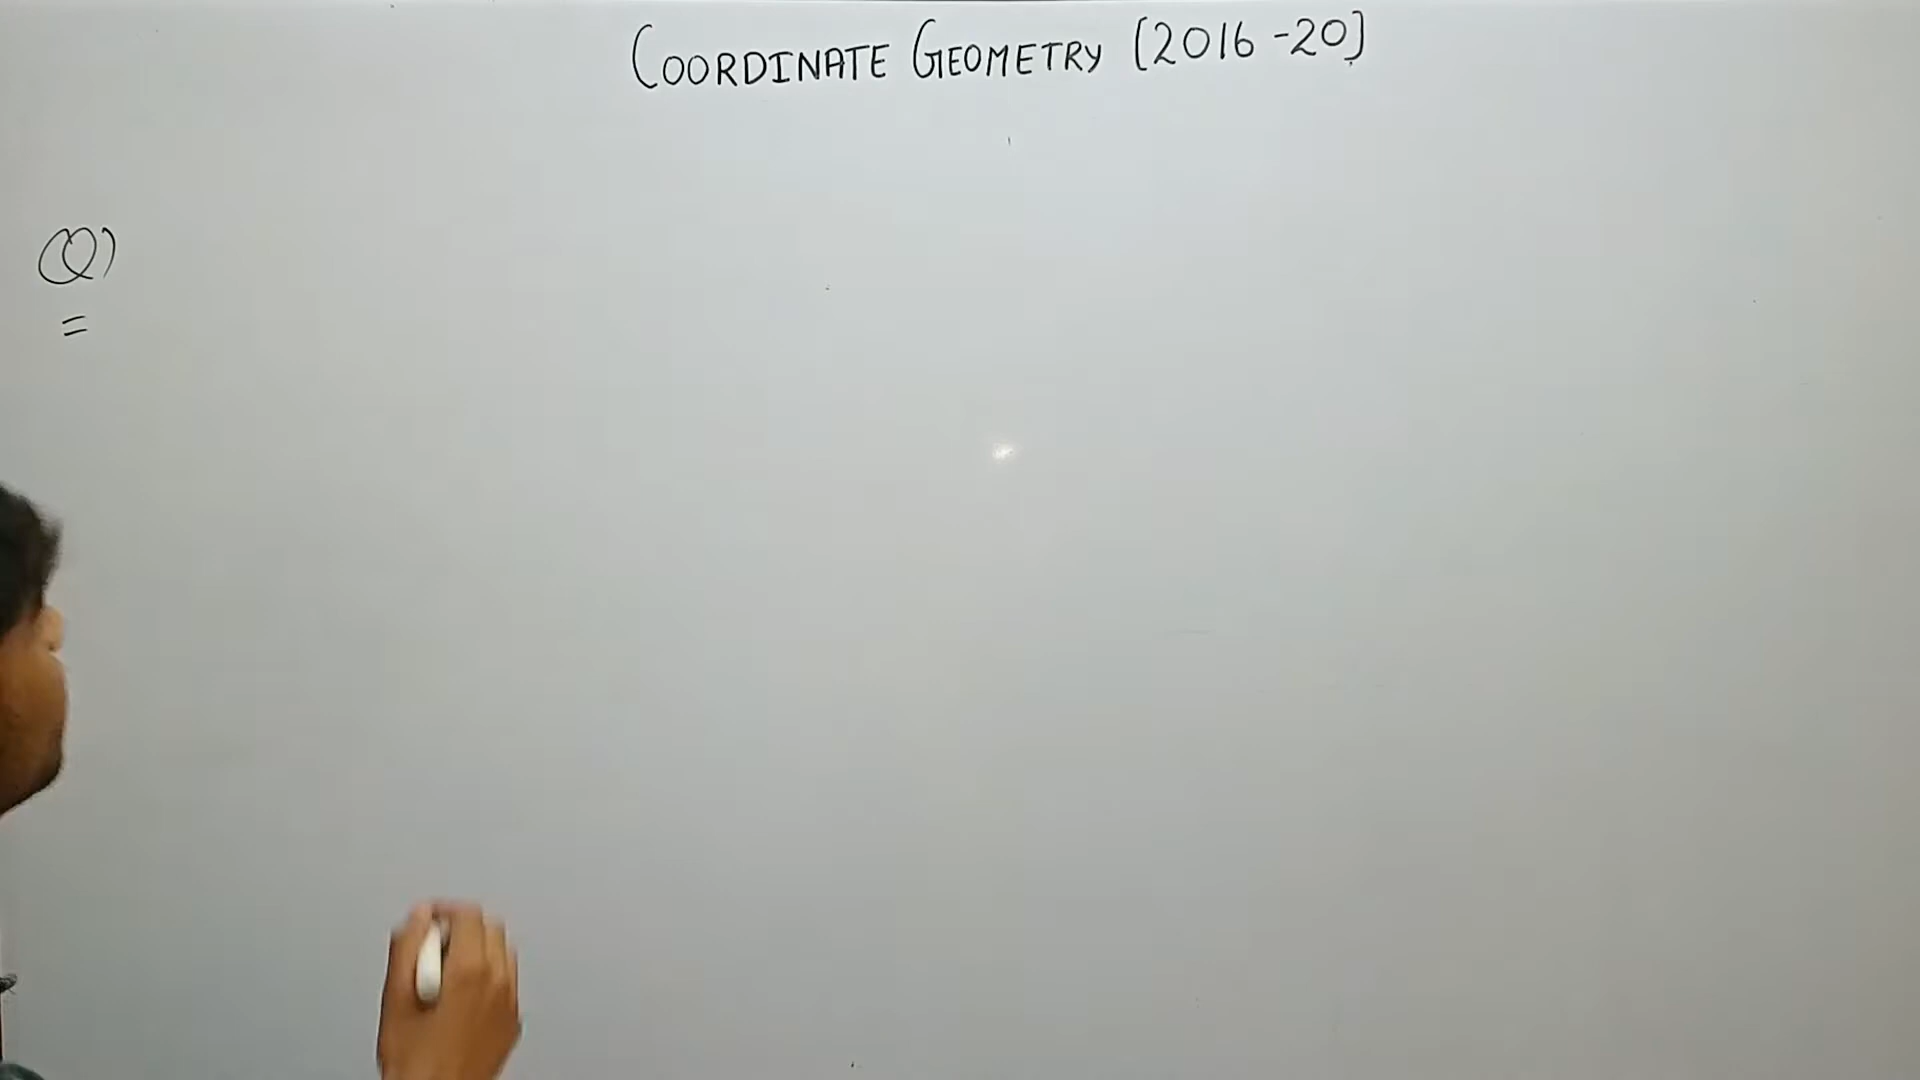 COORDINATE GEOMETRY (2016-20)
Q)
=